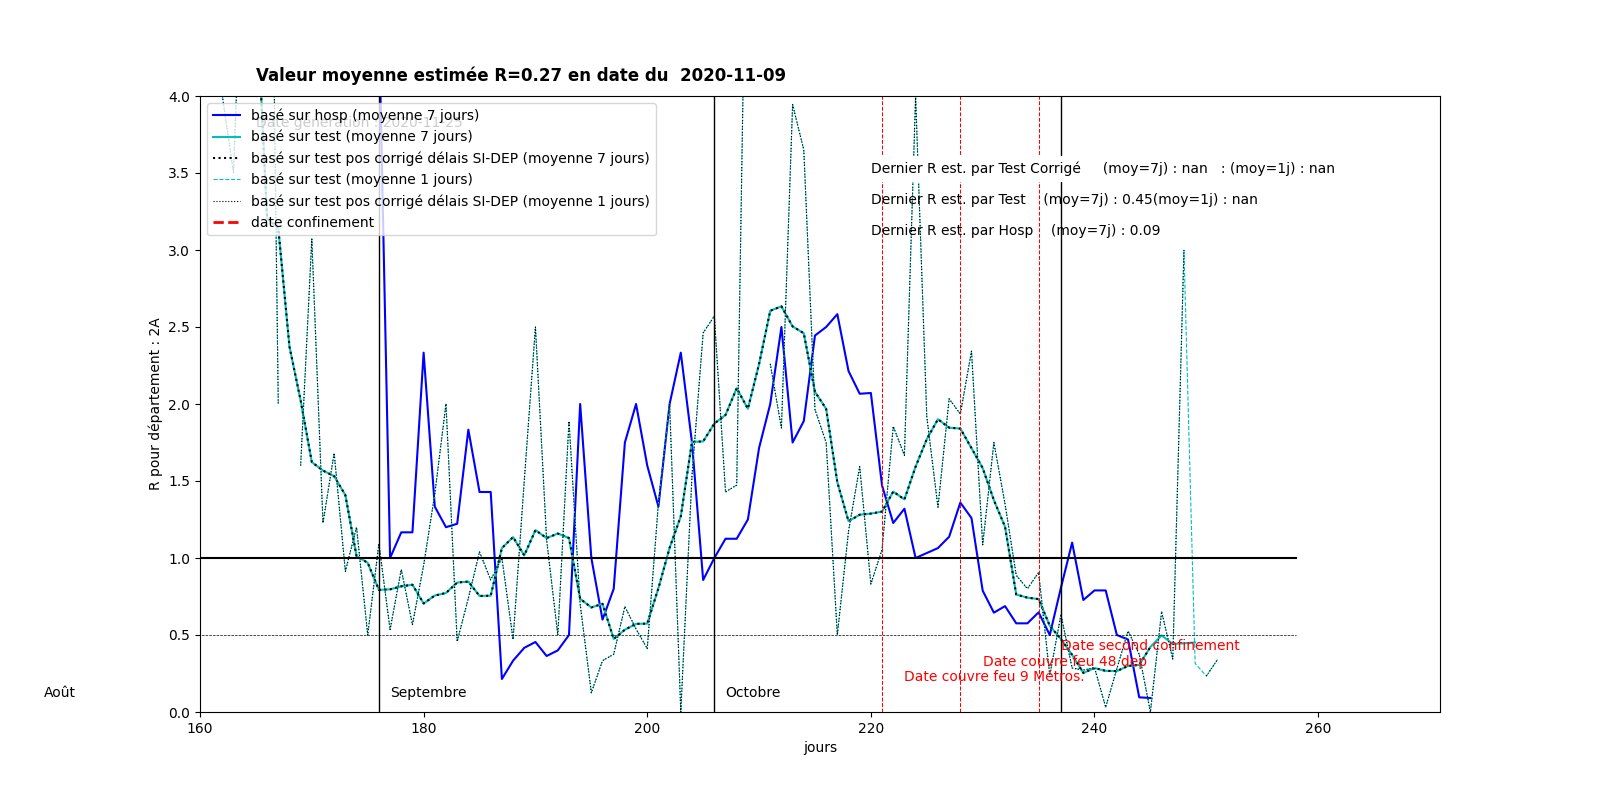 Valeur moyenne estimée R=0.27 en date du  2020-11-09
Date génération : 2020-11-25
basé sur hosp (moyenne 7 jours)
basé sur test (moyenne 7 jours)
basé sur test pos corrigé délais SI-DEP (moyenne 7 jours)
basé sur test (moyenne 1 jours)
basé sur test pos corrigé délais SI-DEP (moyenne 1 jours)
date confinement
Dernier R est. par Test Corrigé     (moy=7j) : nan   : (moy=1j) : nan
Dernier R est. par Test    (moy=7j) : 0.45(moy=1j) : nan
Dernier R est. par Hosp    (moy=7j) : 0.09
R pour département : 2A
4.0
3.5
3.0
2.5
2.0
1.5
1.0
0.5
0.0
Date second confinement
Date couvre feu 48 dep
Date couvre feu 9 Métros.
Août
Septembre
Octobre
160
180
200
220
240
260
jours